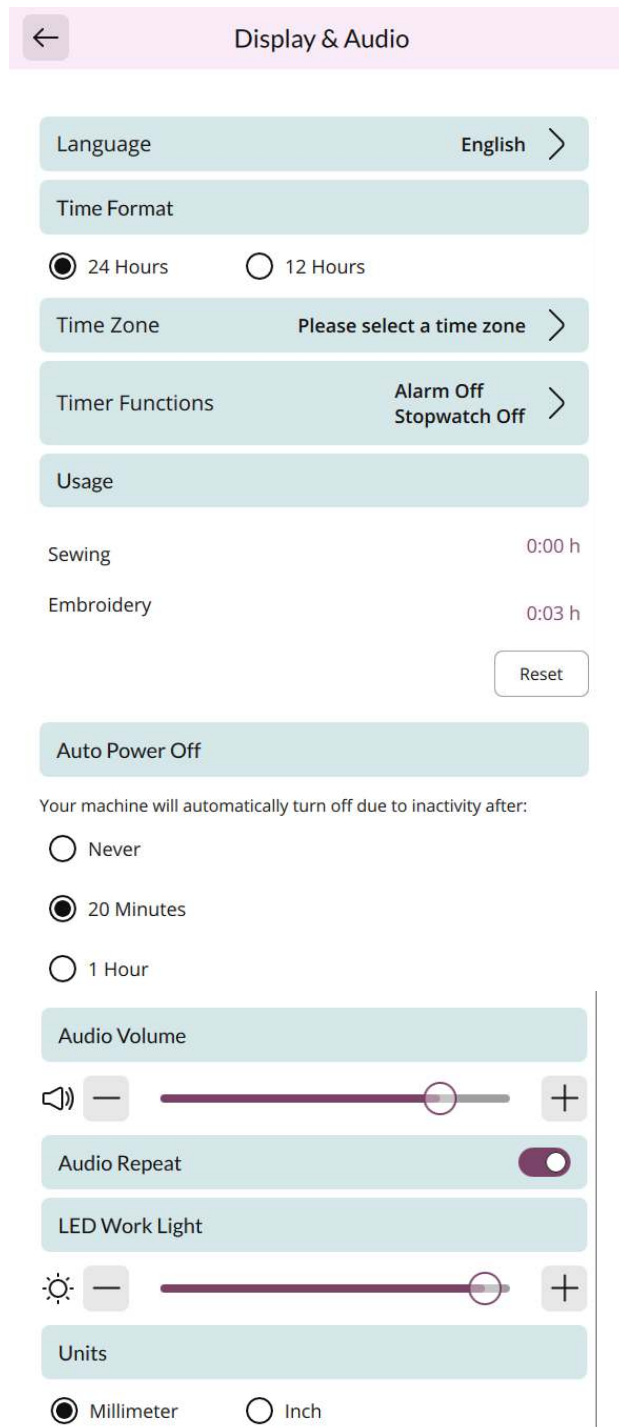 Display & Audio
Language English
Time Format
24 Hours 12 Hours
Time Zone Please select a time zone
Timer Functions Alarm Off
Stopwatch Off
Usage
Sewing 0:00 h
Embroidery 0:03 h
Reset
Auto Power Off
Your machine will automatically turn off due to inactivity after:
Never
20 Minutes
1 Hour
Audio Volume
Audio Repeat
LED Work Light
Units
Millimeter Inch